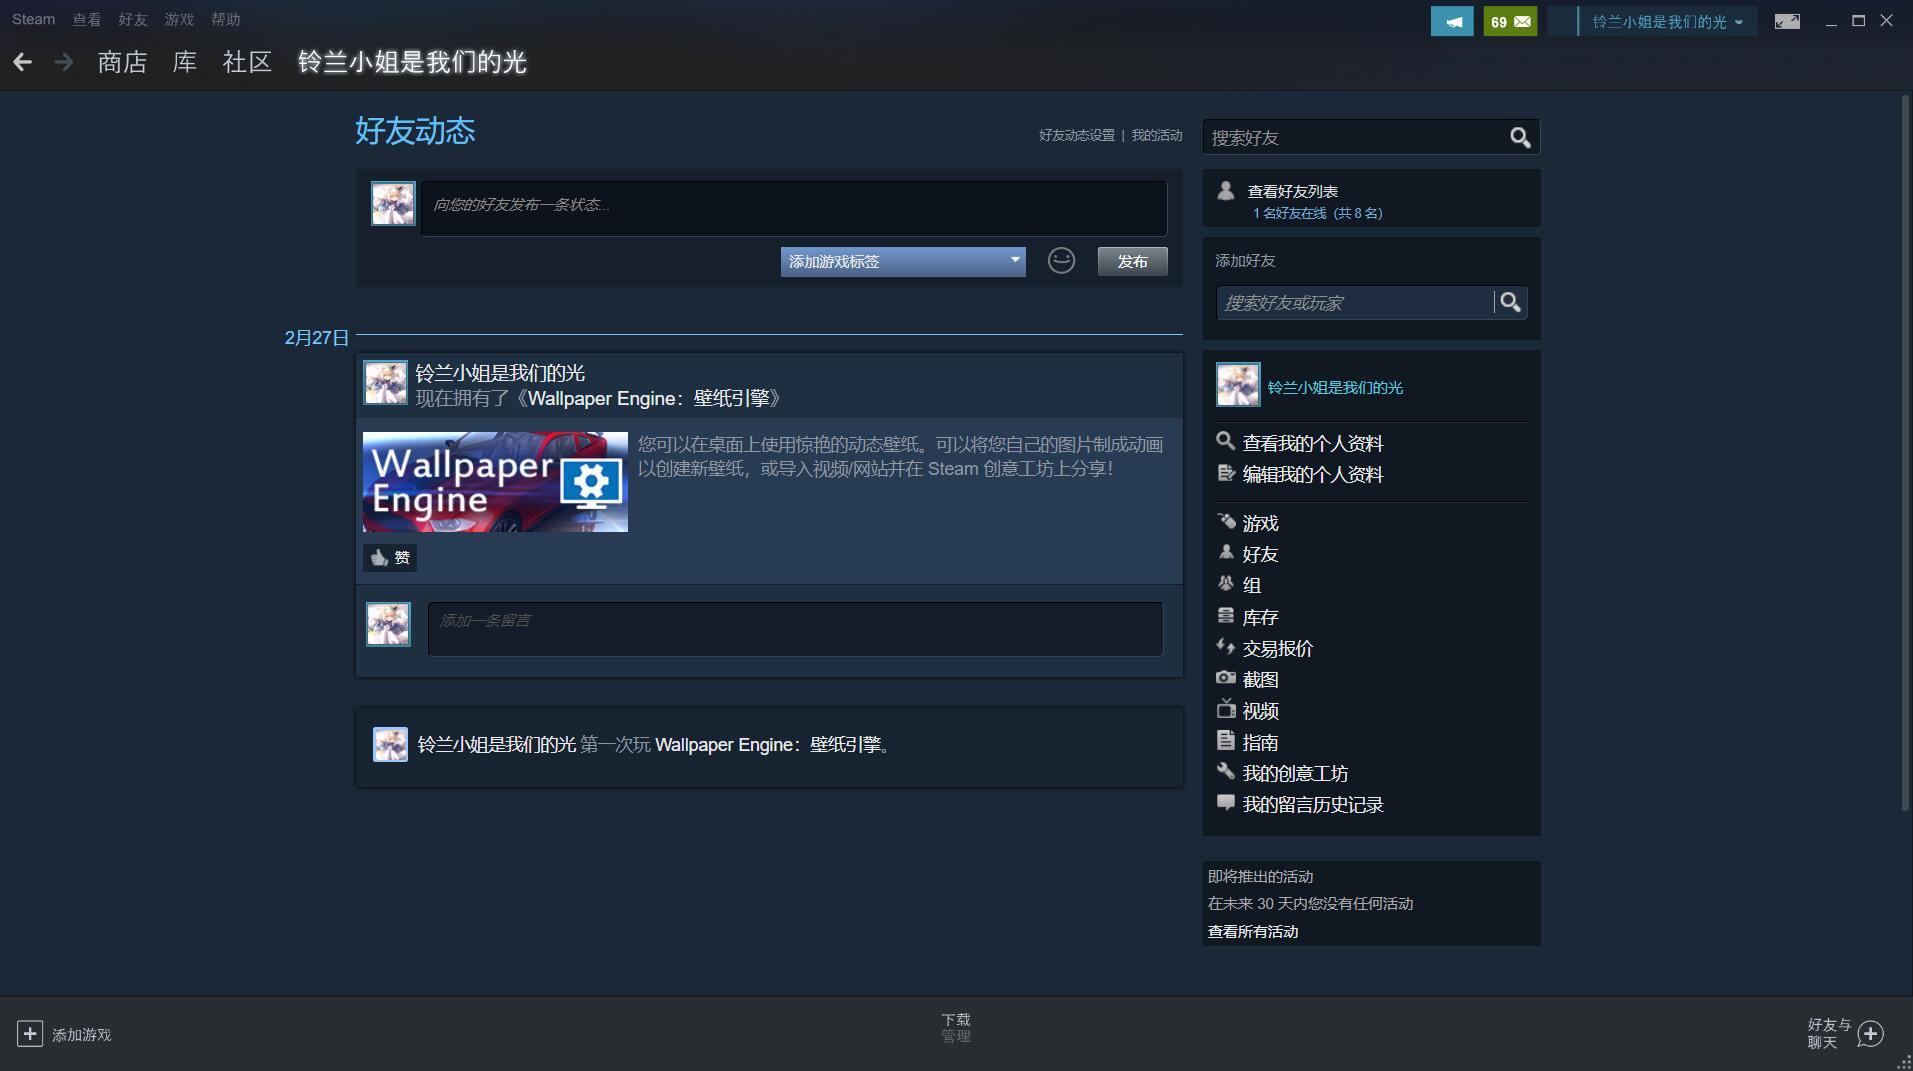 Steam 查看 好友 游戏 帮助
69
铃兰小姐是我们的光
商店 库 社区 铃兰小姐是我们的光
好友动态
好友动态设置 | 我的活动
向您的好友发布一条状态...
添加游戏标签
发布
2月27日
铃兰小姐是我们的光
现在拥有了《Wallpaper Engine：壁纸引擎》
Wallpaper
Engine
您可以在桌面上使用惊艳的动态壁纸。可以将您自己的图片制成动画
以创建新壁纸，或导入视频/网站并在 Steam 创意工坊上分享！
赞
添加一条留言
铃兰小姐是我们的光 第一次玩 Wallpaper Engine：壁纸引擎。
搜索好友
查看好友列表
1 名好友在线 (共 8 名)
添加好友
搜索好友或玩家
铃兰小姐是我们的光
查看我的个人资料
编辑我的个人资料
游戏
好友
组
库存
交易报价
截图
视频
指南
我的创意工坊
我的留言历史记录
即将推出的活动
在未来 30 天内您没有任何活动
查看所有活动
添加游戏
下载
管理
好友与
聊天